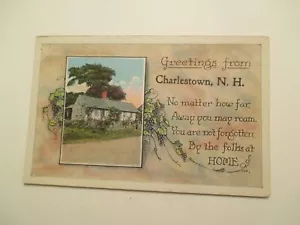 Greetings from
Charlestown, N. H.
No matter how far
Away you may roam,
You are not forgotten
By the folks at
HOME.